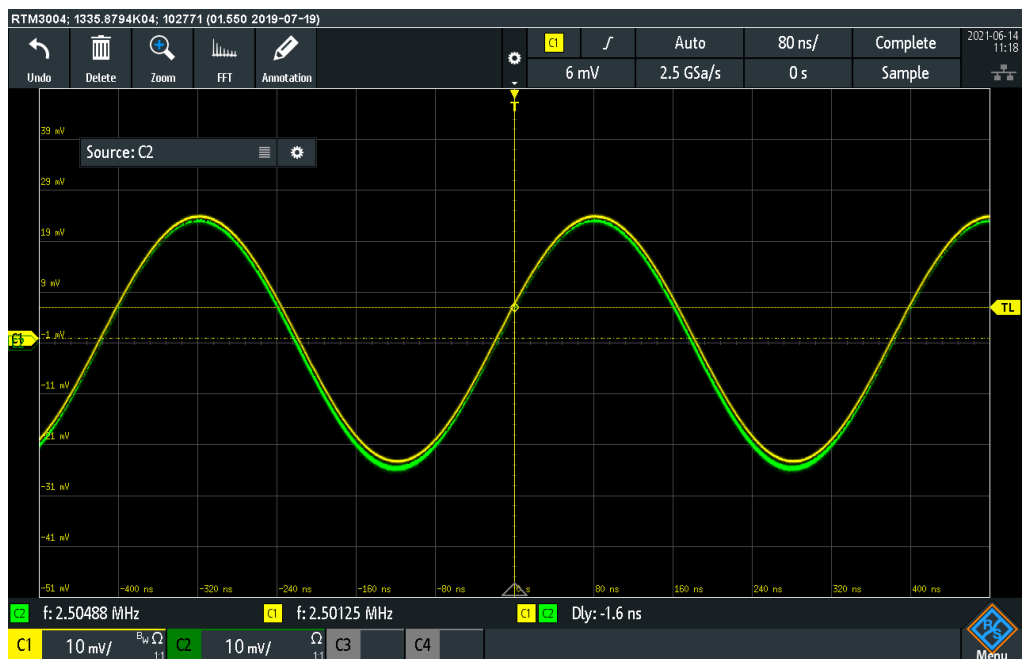 RTM3004; 1335.8794K04; 102771 (01.550 2019-07-19)
Undo Delete Zoom FFT Annotation
C1 Auto 80 ns/ Complete
6 mV 2.5 GSa/s 0 s Sample
2021-06-14
11:18
T
39 mV
Source: C2
29 mV
19 mV
9 mV
TL
C1 -1 mV
-11 mV
-21 mV
-31 mV
-41 mV
-51 mV -400 ns -320 ns -240 ns -160 ns -80 ns 0 s 80 ns 160 ns 240 ns 320 ns 400 ns
C2 f: 2.50488 MHz C1 f: 2.50125 MHz C1 C2 Dly: -1.6 ns
C1 10 mV/ Bw Ω 1:1 C2 10 mV/ Ω 1:1 C3 C4
R&S
Menu